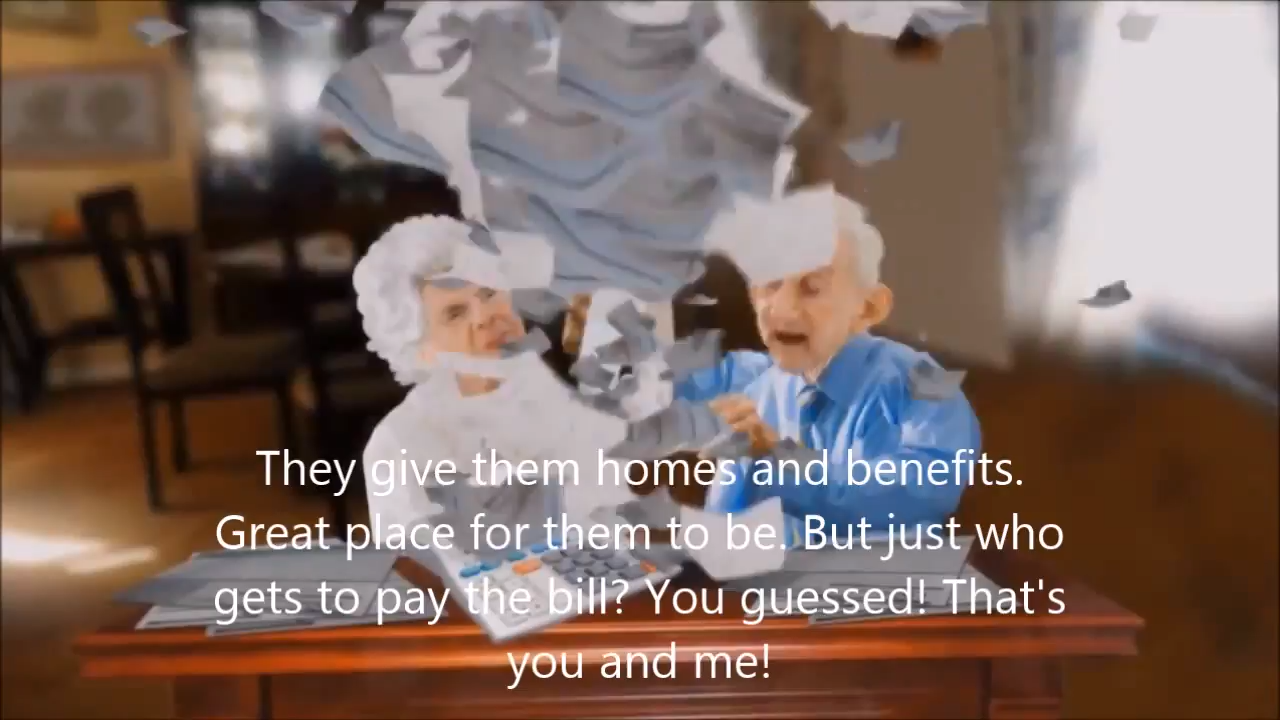 They give them homes and benefits.
Great place for them to be. But just who
gets to pay the bill? You guessed! That's
you and me!